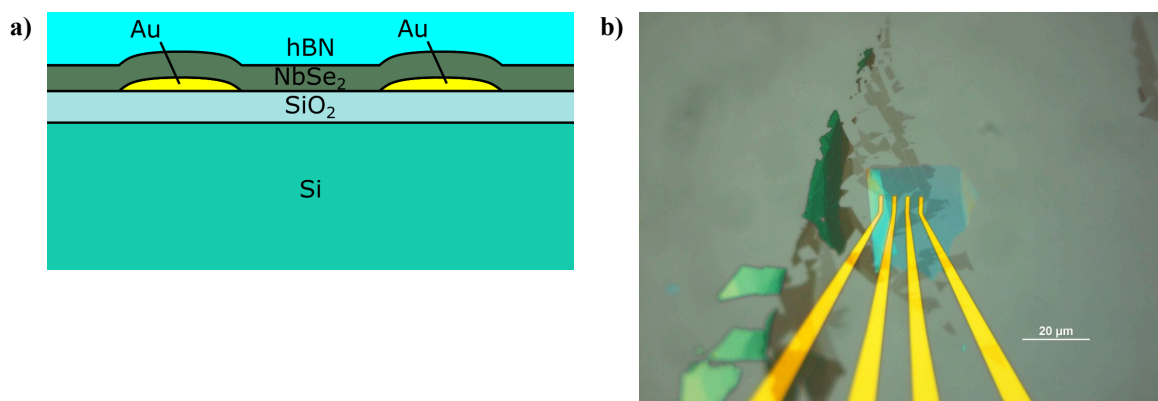 a)
Au
Au
hBN
NbSe₂
SiO₂
Si
b)
20 µm